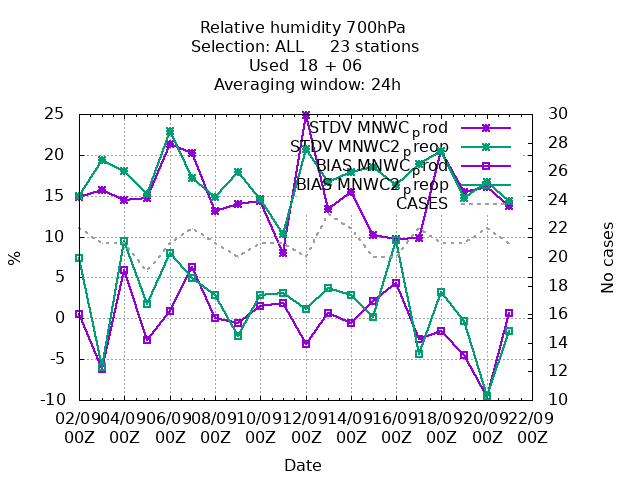 Relative humidity 700hPa
Selection: ALL 23 stations
Used 18 + 06
Averaging window: 24h
STDV MNWC_prod
STDV MNWC2_preop
BIAS MNWC_prod
BIAS MNWC2_preop
CASES
25
20
15
10
5
0
-5
-10
%
30
28
26
24
22
20
18
16
14
12
10
No cases
02/09 04/09 06/09 08/09 10/09 12/09 14/09 16/09 18/09 20/09 22/09
00Z 00Z 00Z 00Z 00Z 00Z 00Z 00Z 00Z 00Z 00Z
Date